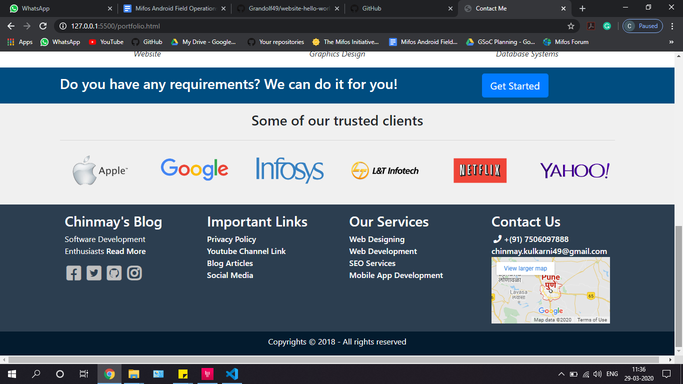 WhatsApp
Mifos Android Field Operation
Grandolf49/website-hello-wor
GitHub
Contact Me
127.0.0.1:5500/portfolio.html
Paused
Apps
WhatsApp
YouTube
GitHub
My Drive - Google...
Your repositories
The Mifos Initiative...
Mifos Android Field...
GSoC Planning - Go...
Mifos Forum
Website
Graphics Design
Database Systems
Do you have any requirements? We can do it for you!
Get Started
Some of our trusted clients
Apple
Google
Infosys
L&T Infotech
NETFLIX
YAHOO!
Chinmay's Blog
Software Development
Enthusiasts Read More
Important Links
Privacy Policy
Youtube Channel Link
Blog Articles
Social Media
Our Services
Web Designing
Web Development
SEO Services
Mobile App Development
Contact Us
+(91) 7506097888
chinmay.kulkarni49@gmail.com
View larger map
Pune
पुणे
Lavasa
लवासा
65
Google
Map data ©2020 Terms of Use
Copyrights © 2018 - All rights reserved
ENG
11:36
29-03-2020